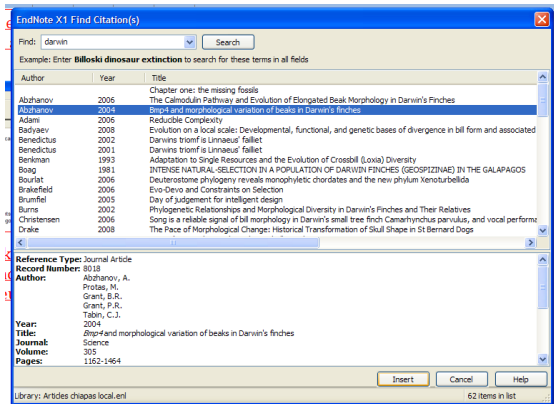 EndNote X1 Find Citation(s)
Find: darwin Search
Example: Enter Billoski dinosaur extinction to search for these terms in all fields
Author Year Title
Chapter one: the missing fossils
Abzhanov 2006 The Calmodulin Pathway and Evolution of Elongated Beak Morphology in Darwin's Finches
Abzhanov 2004 Bmp4 and morphological variation of beaks in Darwin's finches
Adami 2006 Reducible Complexity
Badyaev 2008 Evolution on a local scale: Developmental, functional, and genetic bases of divergence in bill form and associated
Benedictus 2002 Darwins triomf is Linnaeus' failliet
Benedictus 2001 Darwins triomf is Linnaeus' failliet
Benkman 1993 Adaptation to Single Resources and the Evolution of Crossbill (Loxia) Diversity
Boag 1981 INTENSE NATURAL-SELECTION IN A POPULATION OF DARWIN FINCHES (GEOSPIZINAE) IN THE GALAPAGOS
Bourlat 2006 Deuterostome phylogeny reveals monophyletic chordates and the new phylum Xenoturbellida
Brakefield 2006 Evo-Devo and Constraints on Selection
Brumfiel 2005 Day of judgement for intelligent design
Burns 2002 Phylogenetic Relationships and Morphological Diversity in Darwin's Finches and Their Relatives
Christensen 2006 Song is a reliable signal of bill morphology in Darwin's small tree finch Camarhynchus parvulus, and vocal performa
Drake 2008 The Pace of Morphological Change: Historical Transformation of Skull Shape in St Bernard Dogs
Reference Type: Journal Article
Record Number: 8018
Author: Abzhanov, A.
Protas, M.
Grant, B.R.
Grant, P.R.
Tabin, C.J.
Year: 2004
Title: Bmp4 and morphological variation of beaks in Darwin's finches
Journal: Science
Volume: 305
Pages: 1162-1464
Insert Cancel Help
Library: Articles chiapas local.enl 62 items in list